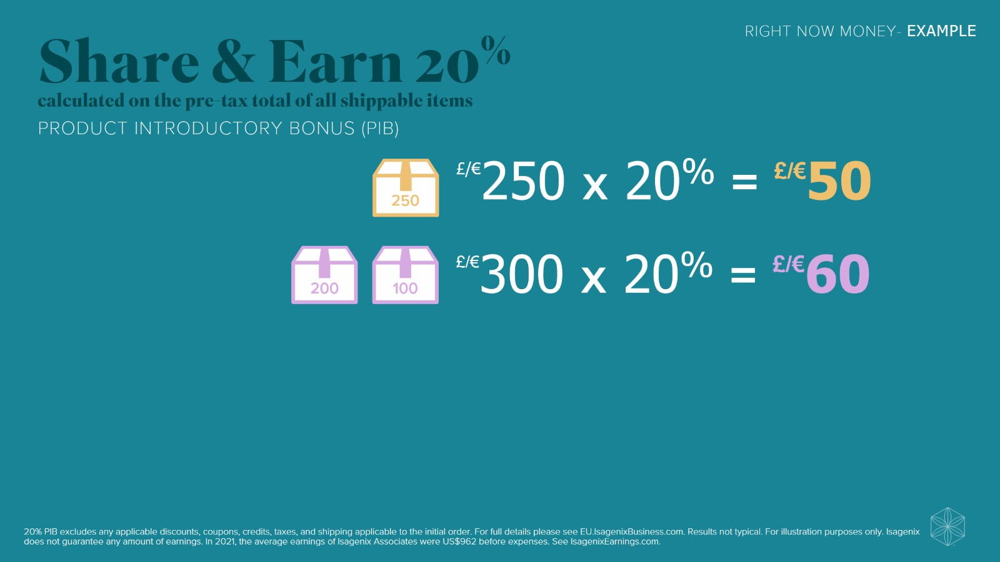 RIGHT NOW MONEY- EXAMPLE
Share & Earn 20%
calculated on the pre-tax total of all shippable items
PRODUCT INTRODUCTORY BONUS (PIB)
250 £/€250 x 20% = £/€50
200 100 £/€300 x 20% = £/€60
20% PIB excludes any applicable discounts, coupons, credits, taxes, and shipping applicable to the initial order. For full details please see EU.IsagenixBusiness.com. Results not typical. For illustration purposes only. Isagenix
does not guarantee any amount of earnings. In 2021, the average earnings of Isagenix Associates were US$962 before expenses. See IsagenixEarnings.com.